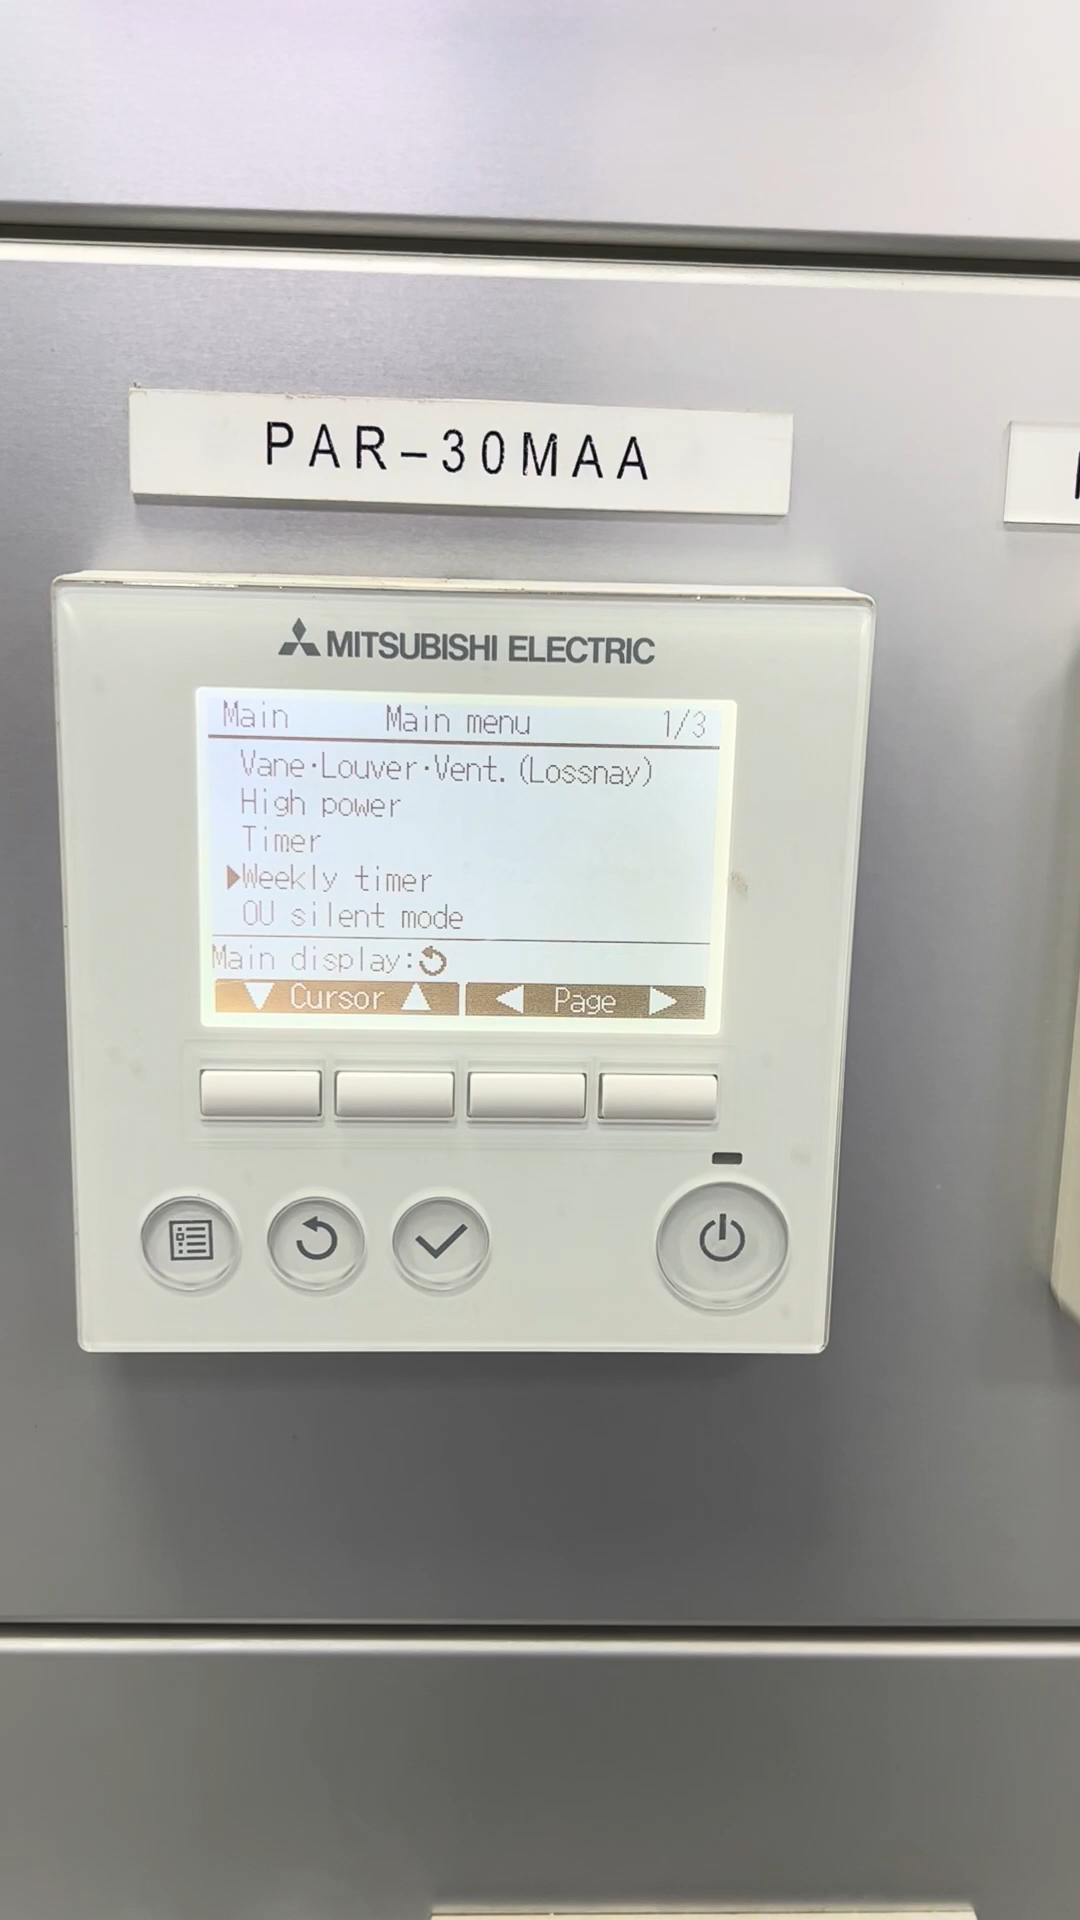 PAR-30MAA
MITSUBISHI ELECTRIC
Main Main menu 1/3
Vane·Louver·Vent. (Lossnay)
High power
Timer
▶Weekly timer
OU silent mode
Main display:↺
▼ Cursor ▲ ◀ Page ▶